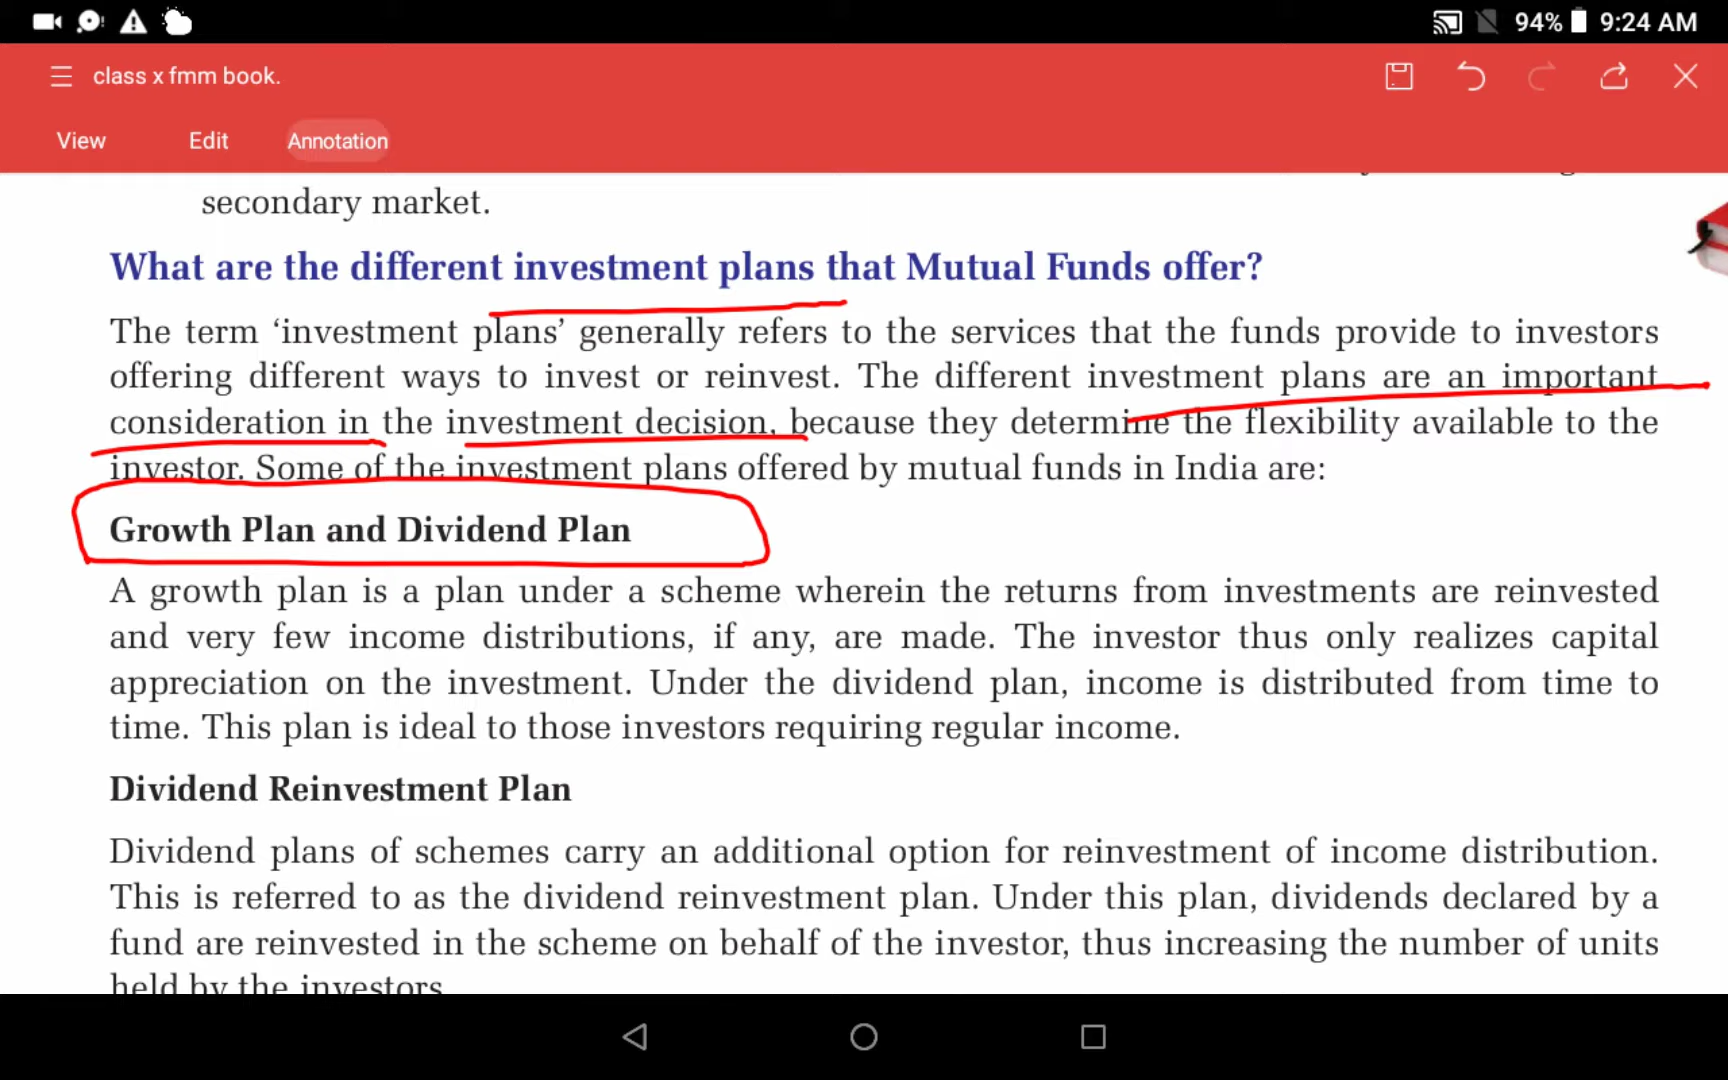 94% 9:24 AM
class x fmm book.
View Edit Annotation
secondary market.
What are the different investment plans that Mutual Funds offer?
The term ‘investment plans’ generally refers to the services that the funds provide to investors
offering different ways to invest or reinvest. The different investment plans are an important
consideration in the investment decision, because they determine the flexibility available to the
investor. Some of the investment plans offered by mutual funds in India are:
Growth Plan and Dividend Plan
A growth plan is a plan under a scheme wherein the returns from investments are reinvested
and very few income distributions, if any, are made. The investor thus only realizes capital
appreciation on the investment. Under the dividend plan, income is distributed from time to
time. This plan is ideal to those investors requiring regular income.
Dividend Reinvestment Plan
Dividend plans of schemes carry an additional option for reinvestment of income distribution.
This is referred to as the dividend reinvestment plan. Under this plan, dividends declared by a
fund are reinvested in the scheme on behalf of the investor, thus increasing the number of units
held by the investors.